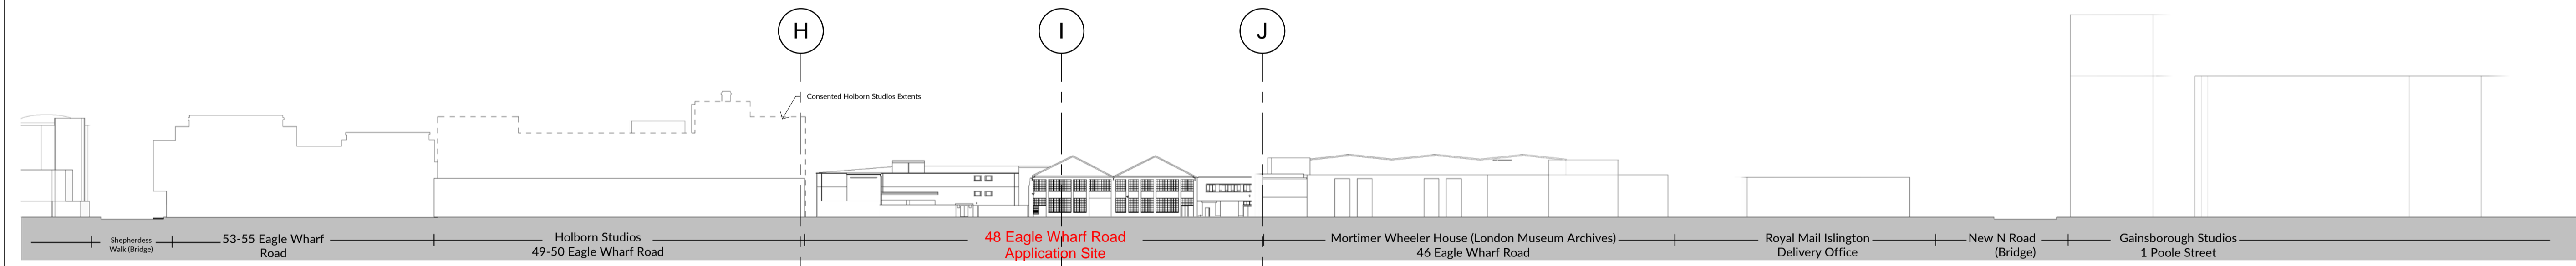 H
I
J
Consented Holborn Studios Extents
Shepherdess
Walk (Bridge)
53-55 Eagle Wharf
Road
Holborn Studios
49-50 Eagle Wharf Road
48 Eagle Wharf Road
Application Site
Mortimer Wheeler House (London Museum Archives)
46 Eagle Wharf Road
Royal Mail Islington
Delivery Office
New N Road
(Bridge)
Gainsborough Studios
1 Poole Street